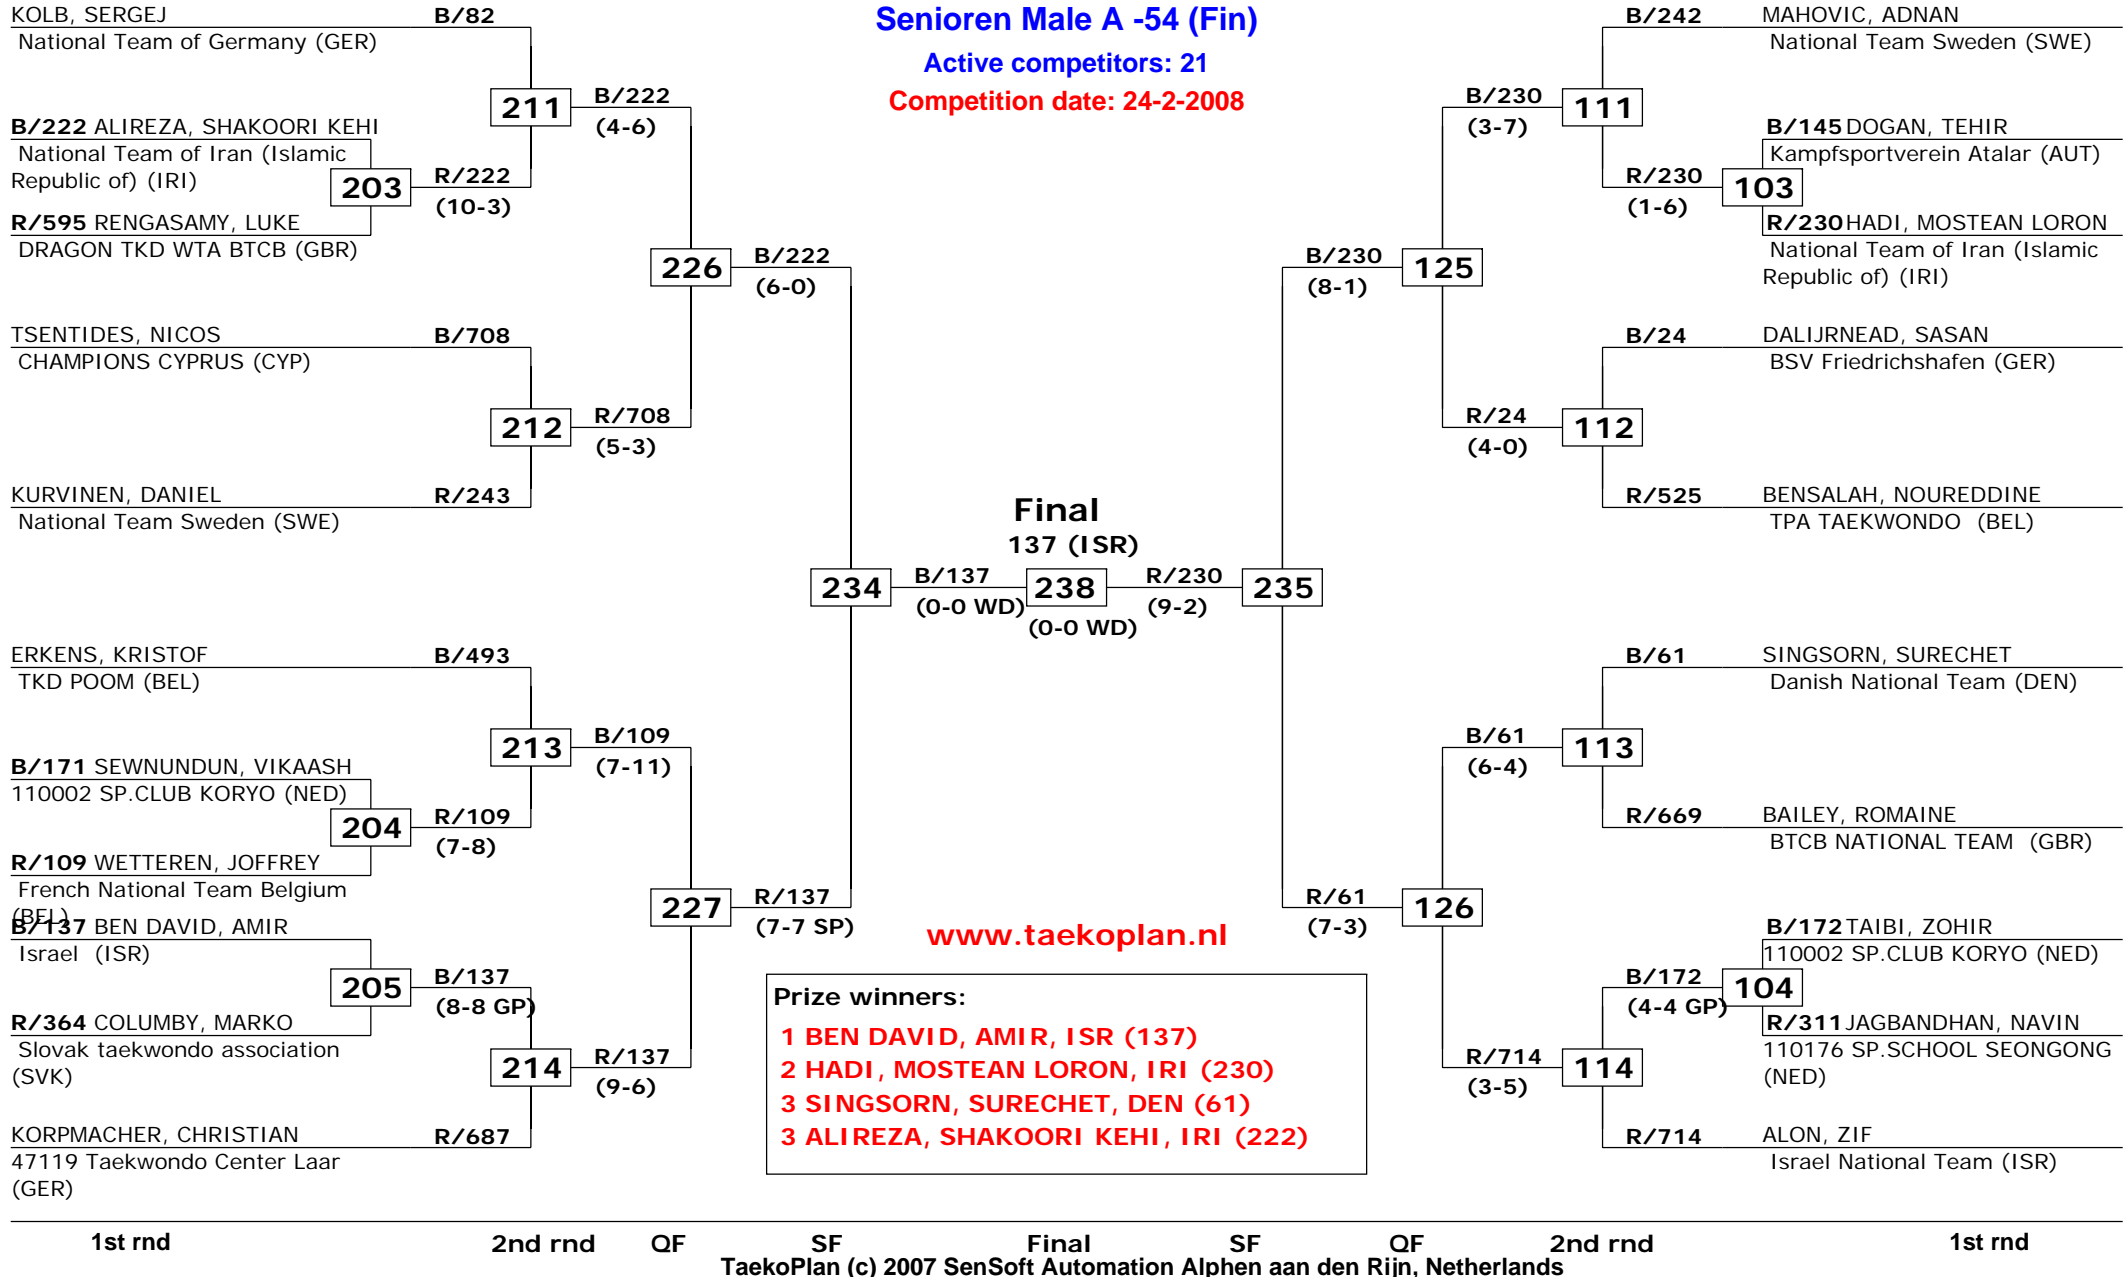 Senioren Male A -54 (Fin)
Active competitors: 21
Competition date: 24-2-2008
KOLB, SERGEJ B/82
National Team of Germany (GER)
211
B/222
(4-6)
B/222 ALIREZA, SHAKOORI KEHI
National Team of Iran (Islamic
Republic of) (IRI)
203
R/222
(10-3)
R/595 RENGASAMY, LUKE
DRAGON TKD WTA BTCB (GBR)
226
B/222
(6-0)
TSENTIDES, NICOS B/708
CHAMPIONS CYPRUS (CYP)
212
R/708
(5-3)
KURVINEN, DANIEL R/243
National Team Sweden (SWE)
234
B/137
(0-0 WD)
ERKENS, KRISTOF B/493
TKD POOM (BEL)
213
B/109
(7-11)
B/171 SEWNUNDUN, VIKAASH
110002 SP.CLUB KORYO (NED)
204
R/109
(7-8)
R/109 WETTEREN, JOFFREY
French National Team Belgium
(BEL)
227
R/137
(7-7 SP)
B/137 BEN DAVID, AMIR
Israel (ISR)
205
B/137
(8-8 GP)
R/364 COLUMBY, MARKO
Slovak taekwondo association
(SVK)
214
R/137
(9-6)
KORPMACHER, CHRISTIAN R/687
47119 Taekwondo Center Laar
(GER)
Final
137 (ISR)
238
(0-0 WD)
B/242 MAHOVIC, ADNAN
National Team Sweden (SWE)
B/230
(3-7)
111
B/145 DOGAN, TEHIR
Kampfsportverein Atalar (AUT)
R/230
(1-6)
103
R/230 HADI, MOSTEAN LORON
National Team of Iran (Islamic
Republic of) (IRI)
B/230
(8-1)
125
B/24 DALIJRNEAD, SASAN
BSV Friedrichshafen (GER)
R/24
(4-0)
112
R/525 BENSALAH, NOUREDDINE
TPA TAEKWONDO (BEL)
R/230
(9-2)
235
B/61 SINGSORN, SURECHET
Danish National Team (DEN)
B/61
(6-4)
113
R/669 BAILEY, ROMAINE
BTCB NATIONAL TEAM (GBR)
R/61
(7-3)
126
B/172 TAIBI, ZOHIR
110002 SP.CLUB KORYO (NED)
B/172
(4-4 GP)
104
R/311 JAGBANDHAN, NAVIN
110176 SP.SCHOOL SEONGONG
(NED)
R/714
(3-5)
114
R/714 ALON, ZIF
Israel National Team (ISR)
www.taekoplan.nl
Prize winners:
1 BEN DAVID, AMIR, ISR (137)
2 HADI, MOSTEAN LORON, IRI (230)
3 SINGSORN, SURECHET, DEN (61)
3 ALIREZA, SHAKOORI KEHI, IRI (222)
1st rnd 2nd rnd QF SF Final SF QF 2nd rnd 1st rnd
TaekoPlan (c) 2007 SenSoft Automation Alphen aan den Rijn, Netherlands